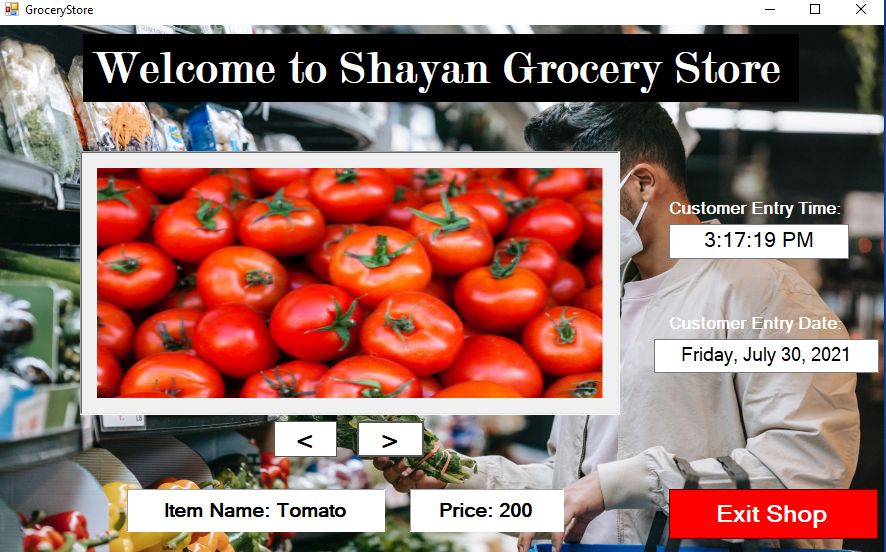 GroceryStore
Welcome to Shayan Grocery Store
Customer Entry Time:
3:17:19 PM
Customer Entry Date:
Friday, July 30, 2021
< >
Item Name: Tomato
Price: 200
Exit Shop